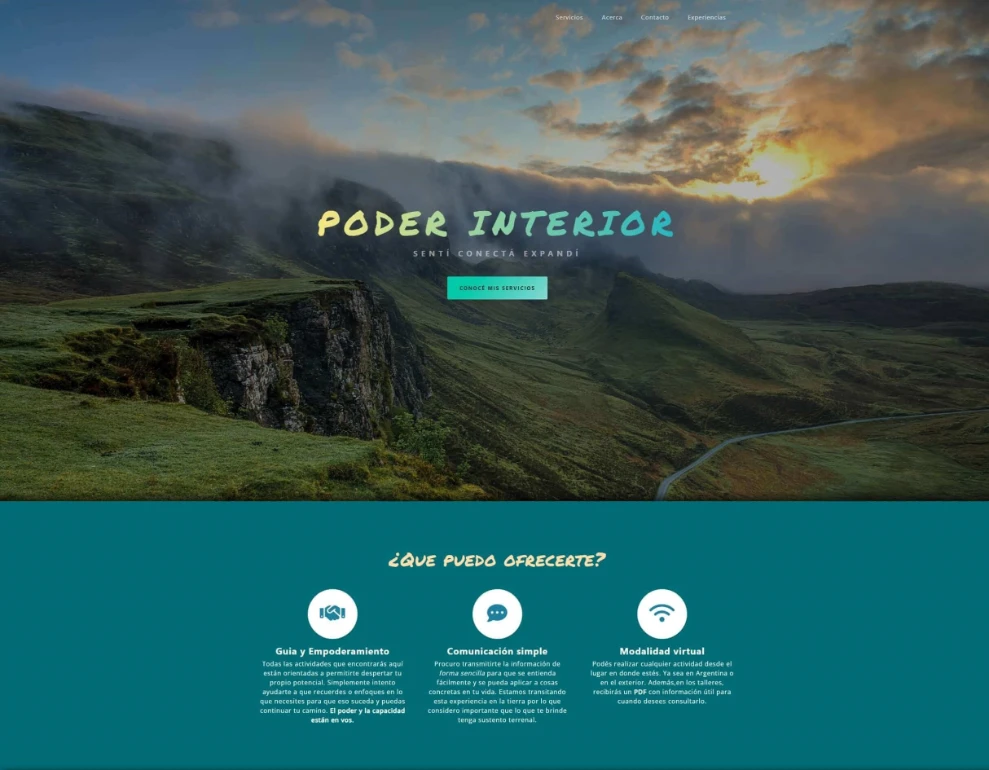 Servicios Acerca Contacto Experiencias
PODER INTERIOR
SENTÍ CONECTÁ EXPANDÍ
CONOCÉ MIS SERVICIOS
¿QUE PUEDO OFRECERTE?
Guia y Empoderamiento
Todas las actividades que encontrarás aquí
están orientadas a permitirte despertar tu
propio potencial. Simplemente intento
ayudarte a que recuerdes o enfoques en lo
que necesites para que eso suceda y puedas
continuar tu camino. El poder y la capacidad
están en vos.
Comunicación simple
Procuro transmitirte la información de
forma sencilla para que se entienda
fácilmente y se pueda aplicar a cosas
concretas en tu vida. Estamos transitando
esta experiencia en la tierra por lo que
considero importante que lo que te brinde
tenga sustento terrenal.
Modalidad virtual
Podés realizar cualquier actividad desde el
lugar en donde estés. Ya sea en Argentina o
en el exterior. Además,en los talleres,
recibirás un PDF con información útil para
cuando desees consultarlo.